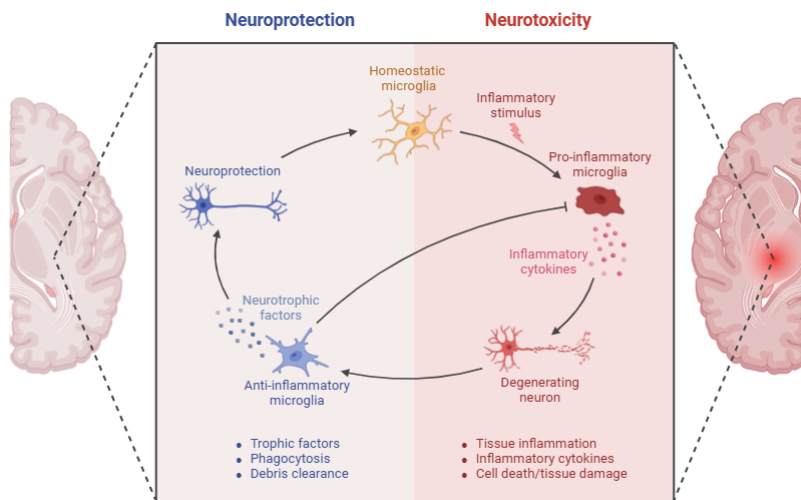 Neuroprotection
Neurotoxicity
Homeostatic
microglia
Inflammatory
stimulus
Pro-inflammatory
microglia
Neuroprotection
Inflammatory
cytokines
Neurotrophic
factors
Anti-inflammatory
microglia
Degenerating
neuron
• Trophic factors
• Phagocytosis
• Debris clearance
• Tissue inflammation
• Inflammatory cytokines
• Cell death/tissue damage